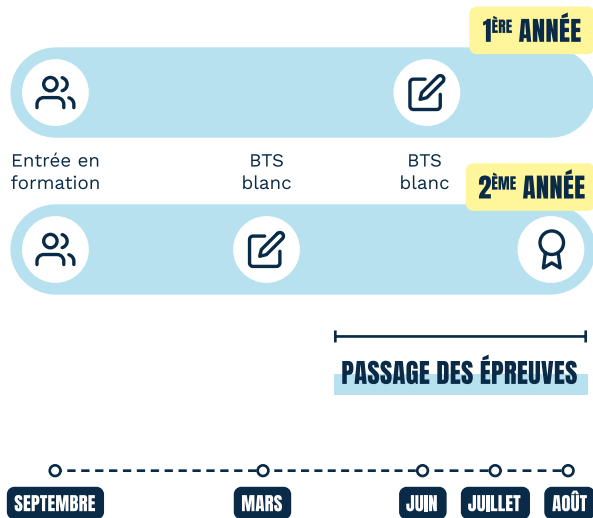 1ÈRE ANNÉE
Entrée en
formation
BTS
blanc
BTS
blanc
2ÈME ANNÉE
PASSAGE DES ÉPREUVES
SEPTEMBRE
MARS
JUIN
JUILLET
AOÛT